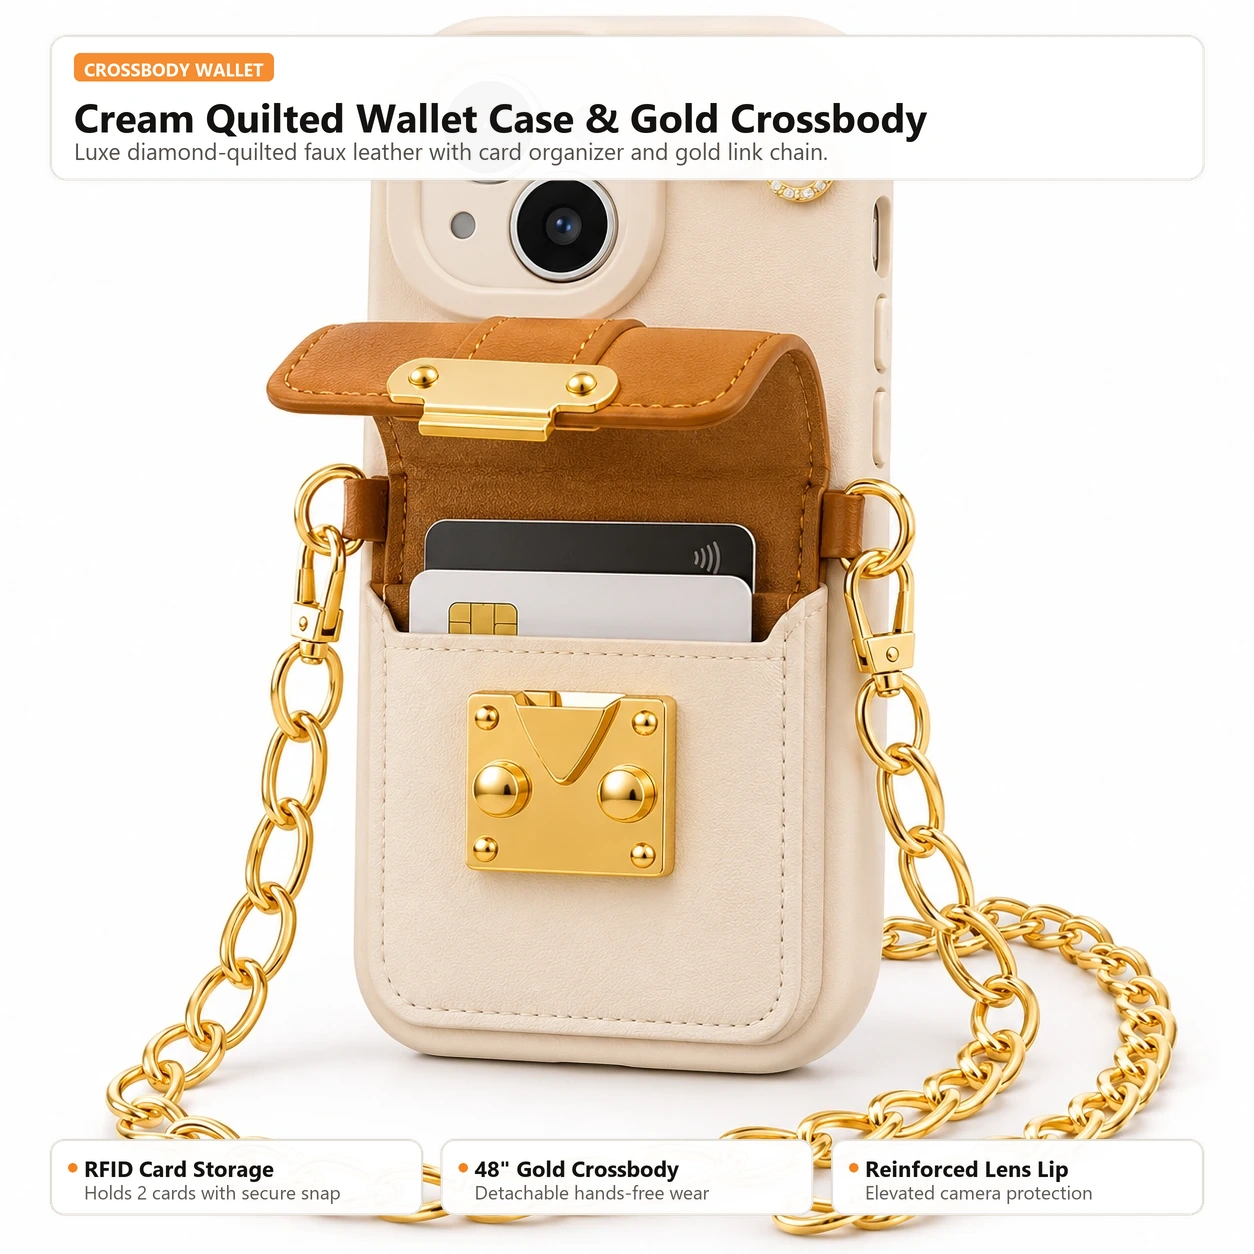 CROSSBODY WALLET
Cream Quilted Wallet Case & Gold Crossbody
Luxe diamond-quilted faux leather with card organizer and gold link chain.
RFID Card Storage
Holds 2 cards with secure snap
48" Gold Crossbody
Detachable hands-free wear
Reinforced Lens Lip
Elevated camera protection